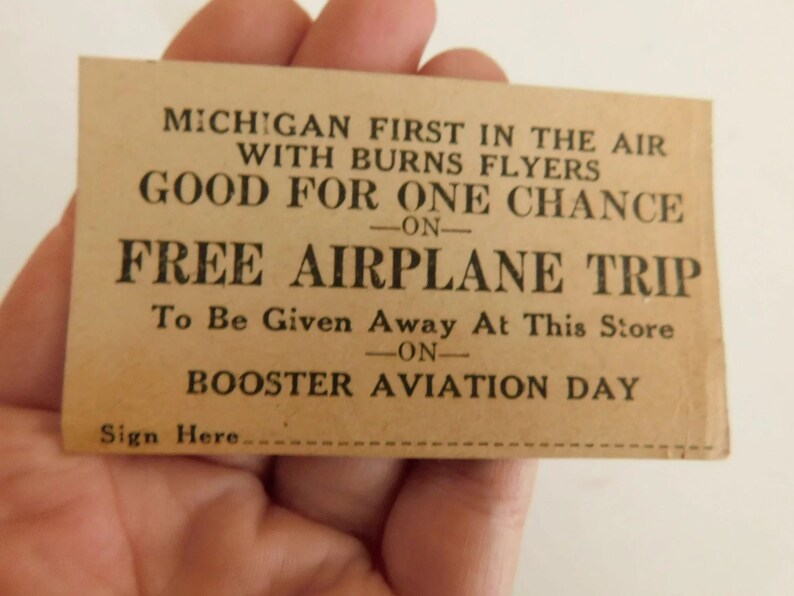 MICHIGAN FIRST IN THE AIR
WITH BURNS FLYERS
GOOD FOR ONE CHANCE
—ON—
FREE AIRPLANE TRIP
To Be Given Away At This Store
—ON—
BOOSTER AVIATION DAY
Sign Here